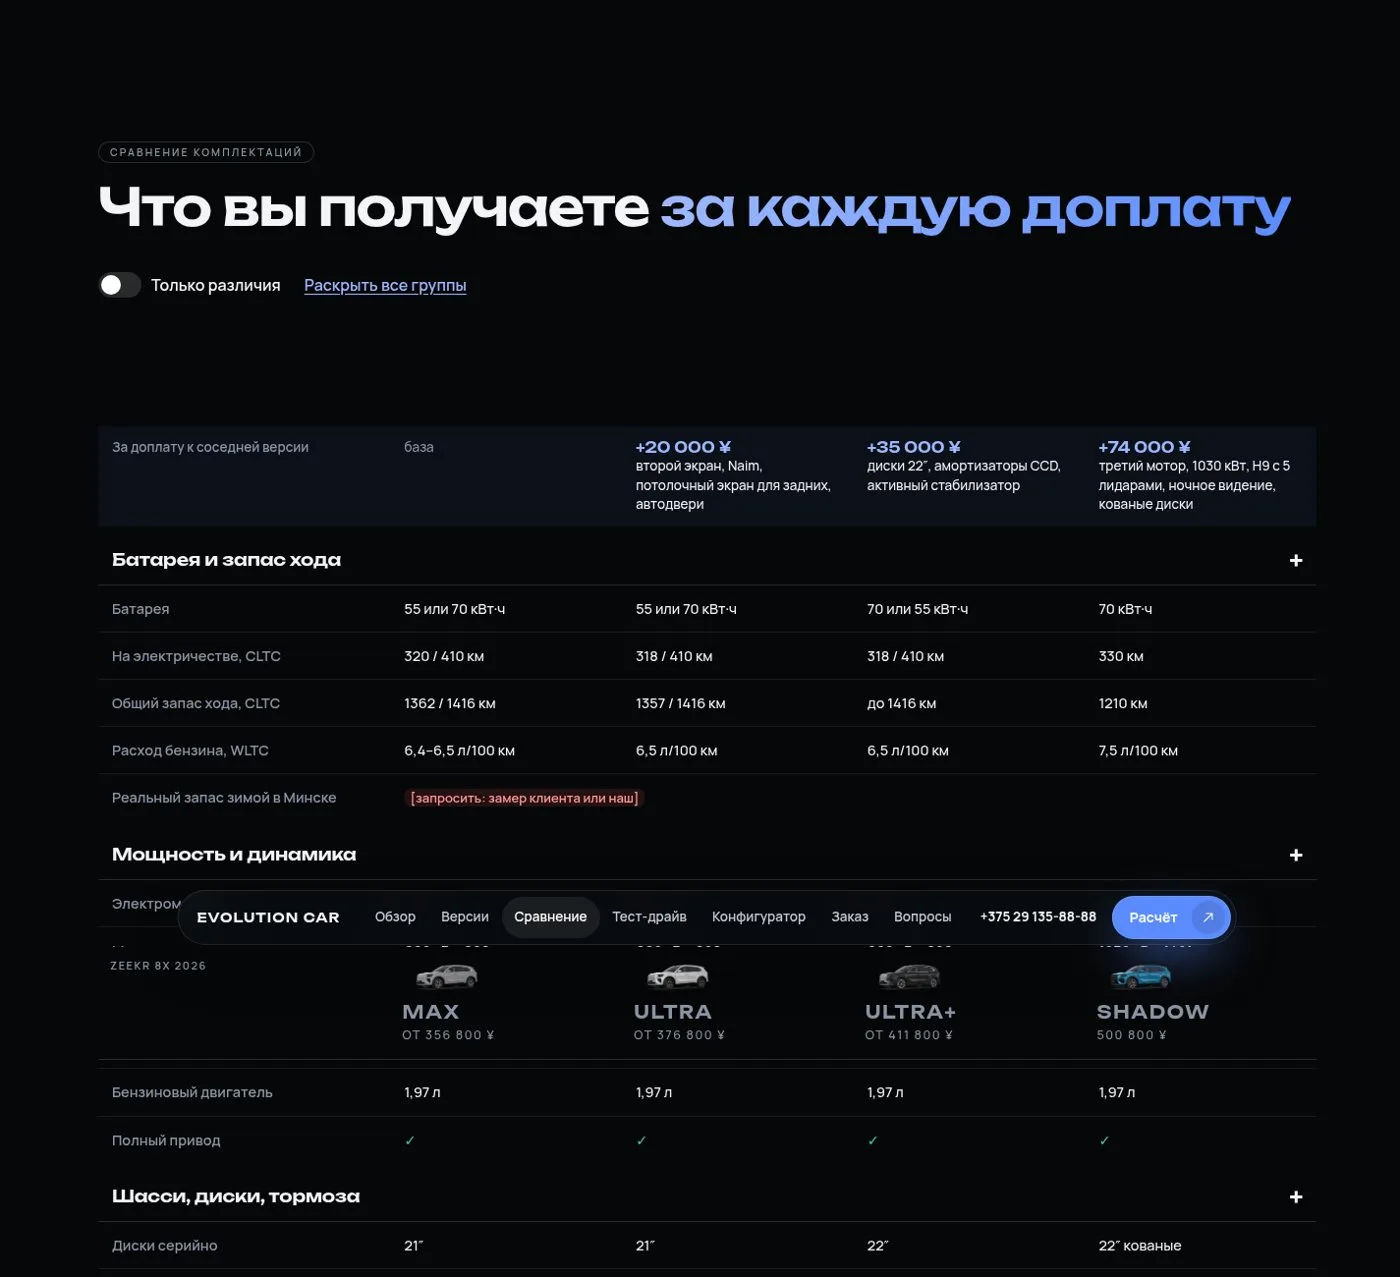 СРАВНЕНИЕ КОМПЛЕКТАЦИЙ
Что вы получаете за каждую доплату
Только различия Раскрыть все группы
За доплату к соседней версии база +20 000 ¥ +35 000 ¥ +74 000 ¥
второй экран, Naim, диски 22″, амортизаторы CCD, третий мотор, 1030 кВт, H9 с 5
потолочный экран для задних, активный стабилизатор лидарами, ночное видение,
автодвери кованые диски
Батарея и запас хода +
Батарея 55 или 70 кВт·ч 55 или 70 кВт·ч 70 или 55 кВт·ч 70 кВт·ч
На электричестве, CLTC 320 / 410 км 318 / 410 км 318 / 410 км 330 км
Общий запас хода, CLTC 1362 / 1416 км 1357 / 1416 км до 1416 км 1210 км
Расход бензина, WLTC 6,4–6,5 л/100 км 6,5 л/100 км 6,5 л/100 км 7,5 л/100 км
Реальный запас зимой в Минске [запросить: замер клиента или наш]
Мощность и динамика +
Электром
EVOLUTION CAR Обзор Версии Сравнение Тест-драйв Конфигуратор Заказ Вопросы +375 29 135-88-88 Расчёт ↗
ZEEKR 8X 2026
MAX ULTRA ULTRA+ SHADOW
ОТ 356 800 ¥ ОТ 376 800 ¥ ОТ 411 800 ¥ 500 800 ¥
Бензиновый двигатель 1,97 л 1,97 л 1,97 л 1,97 л
Полный привод ✓ ✓ ✓ ✓
Шасси, диски, тормоза +
Диски серийно 21″ 21″ 22″ 22″ кованые